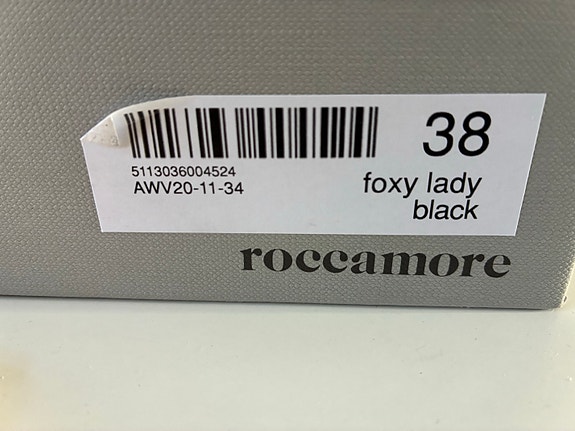 38
5113036004524
AWV20-11-34
foxy lady
black
roccamore